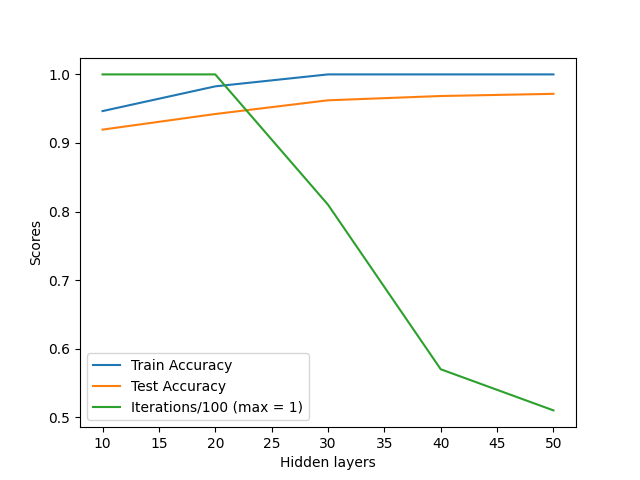 1.0
0.9
0.8
0.7
0.6
0.5
Scores
Train Accuracy
Test Accuracy
Iterations/100 (max = 1)
10 15 20 25 30 35 40 45 50
Hidden layers